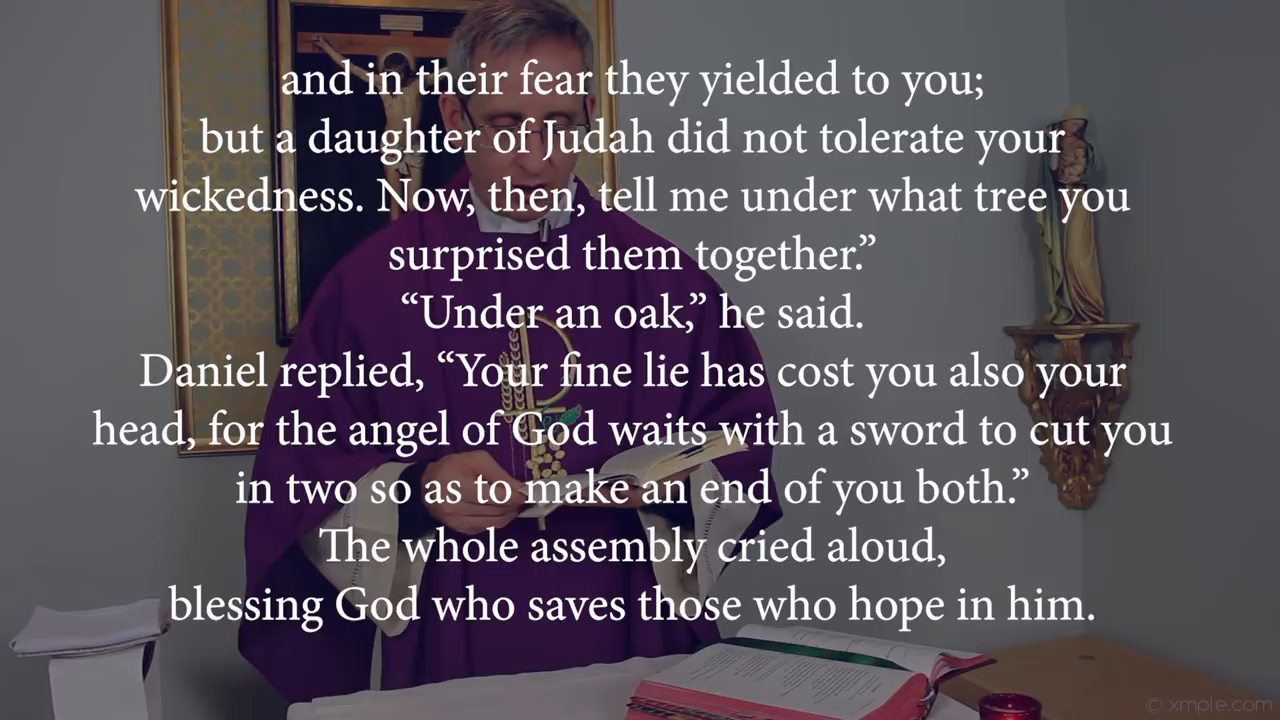 and in their fear they yielded to you;
but a daughter of Judah did not tolerate your
wickedness. Now, then, tell me under what tree you
surprised them together.”
“Under an oak,” he said.
Daniel replied, “Your fine lie has cost you also your
head, for the angel of God waits with a sword to cut you
in two so as to make an end of you both.”
The whole assembly cried aloud,
blessing God who saves those who hope in him.
© xmple.com